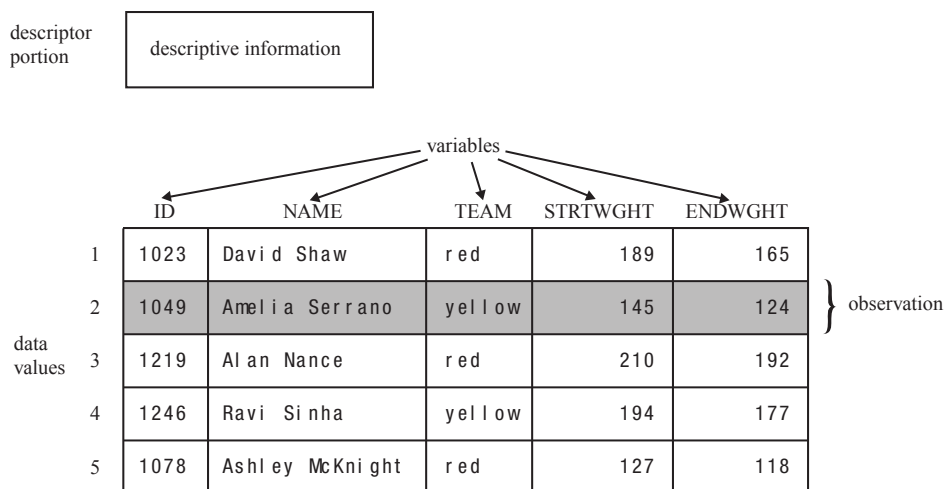 descriptor
portion
descriptive information
variables
ID NAME TEAM STRTWGHT ENDWGHT
1 1023 David Shaw red 189 165
2 1049 Amelia Serrano yellow 145 124
observation
data
values
3 1219 Alan Nance red 210 192
4 1246 Ravi Sinha yellow 194 177
5 1078 Ashley McKnight red 127 118